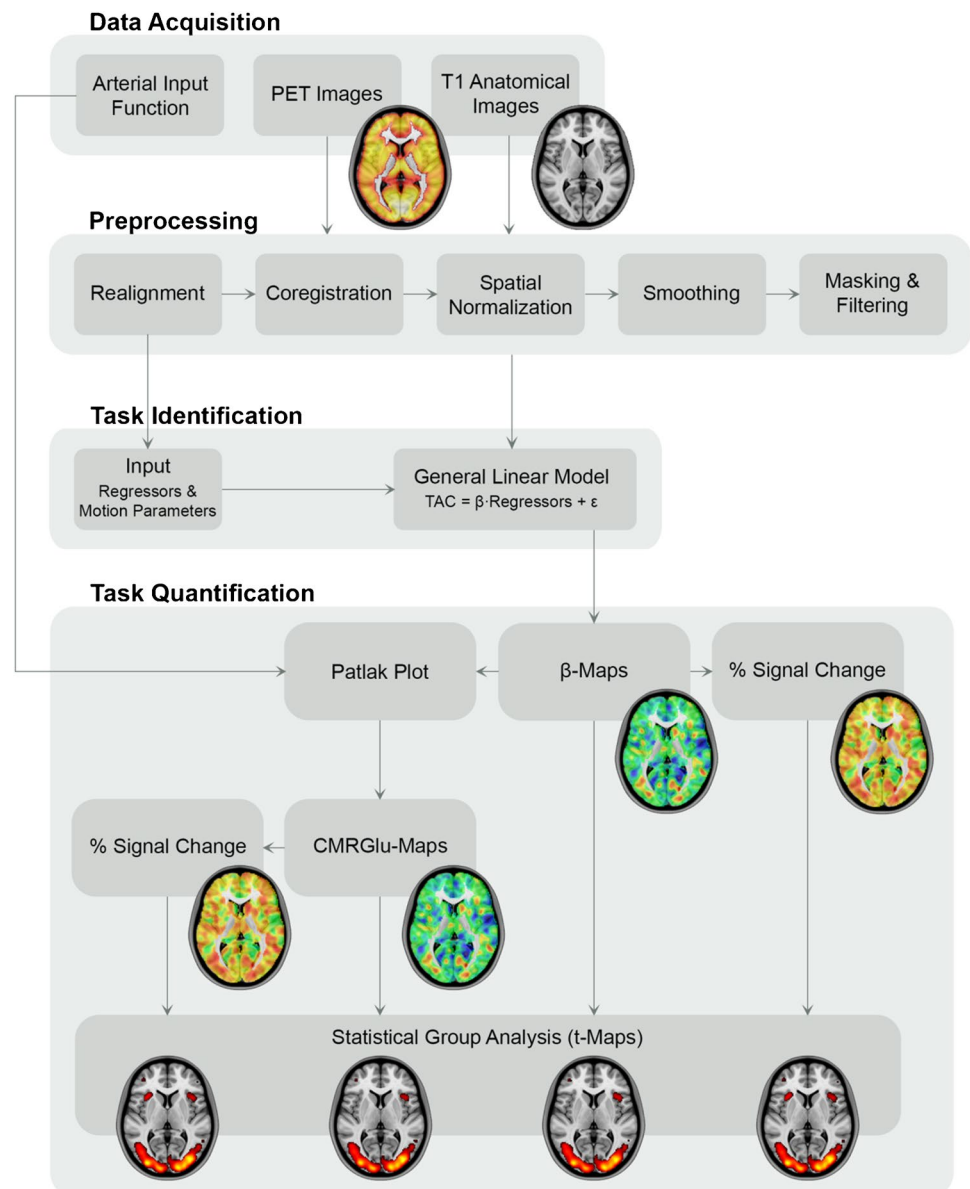 Data Acquisition
Arterial Input
Function
PET Images
T1 Anatomical
Images
Preprocessing
Realignment
Coregistration
Spatial
Normalization
Smoothing
Masking &
Filtering
Task Identification
Input
Regressors &
Motion Parameters
General Linear Model
TAC = β·Regressors + ε
Task Quantification
Patlak Plot
β-Maps
% Signal Change
% Signal Change
CMRGlu-Maps
Statistical Group Analysis (t-Maps)